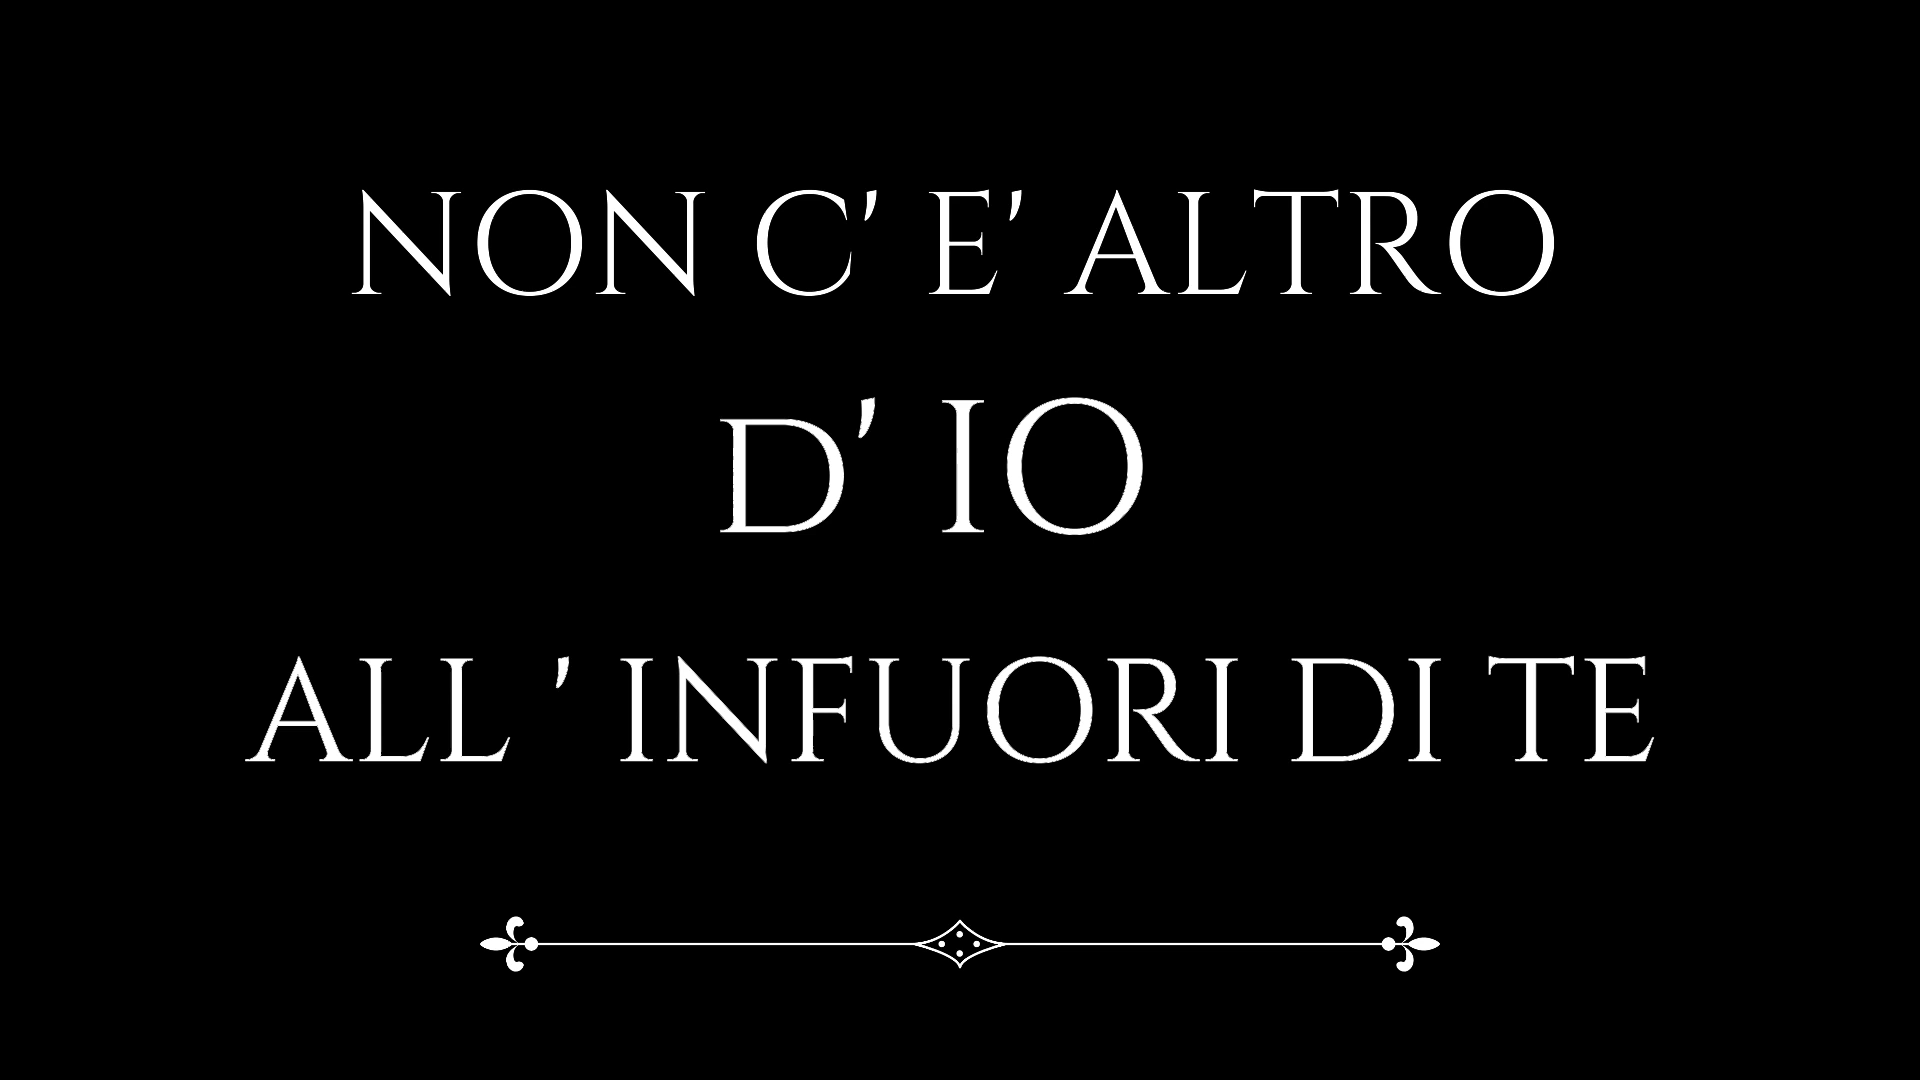 NON C' E' ALTRO
D' IO
ALL ' INFUORI DI TE